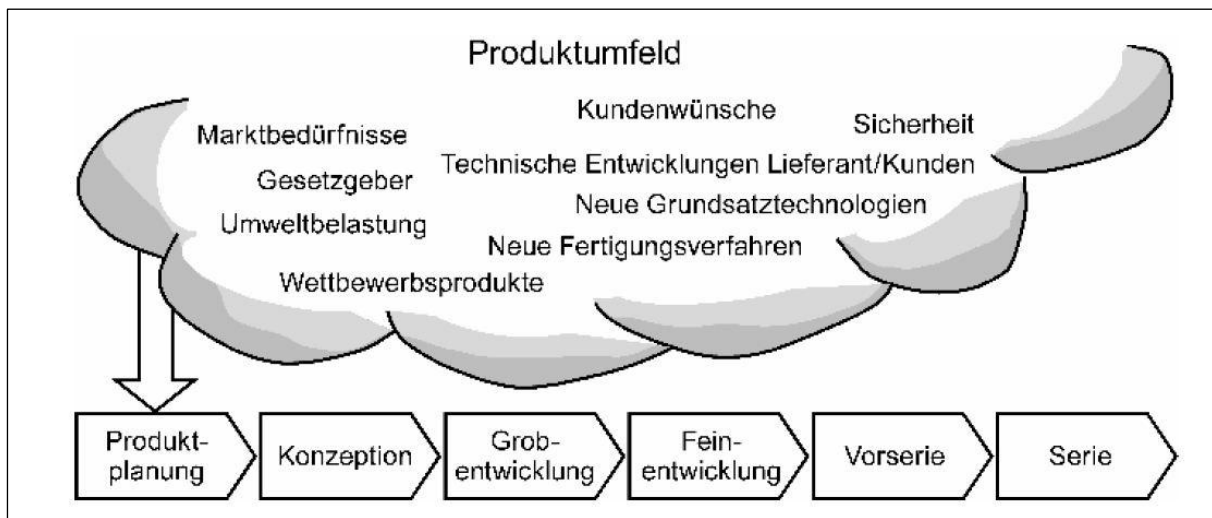 Produktumfeld
Kundenwünsche
Marktbedürfnisse
Sicherheit
Technische Entwicklungen Lieferant/Kunden
Gesetzgeber
Neue Grundsatztechnologien
Umweltbelastung
Neue Fertigungsverfahren
Wettbewerbsprodukte
Produkt-
planung
Konzeption
Grob-
entwicklung
Fein-
entwicklung
Vorserie
Serie